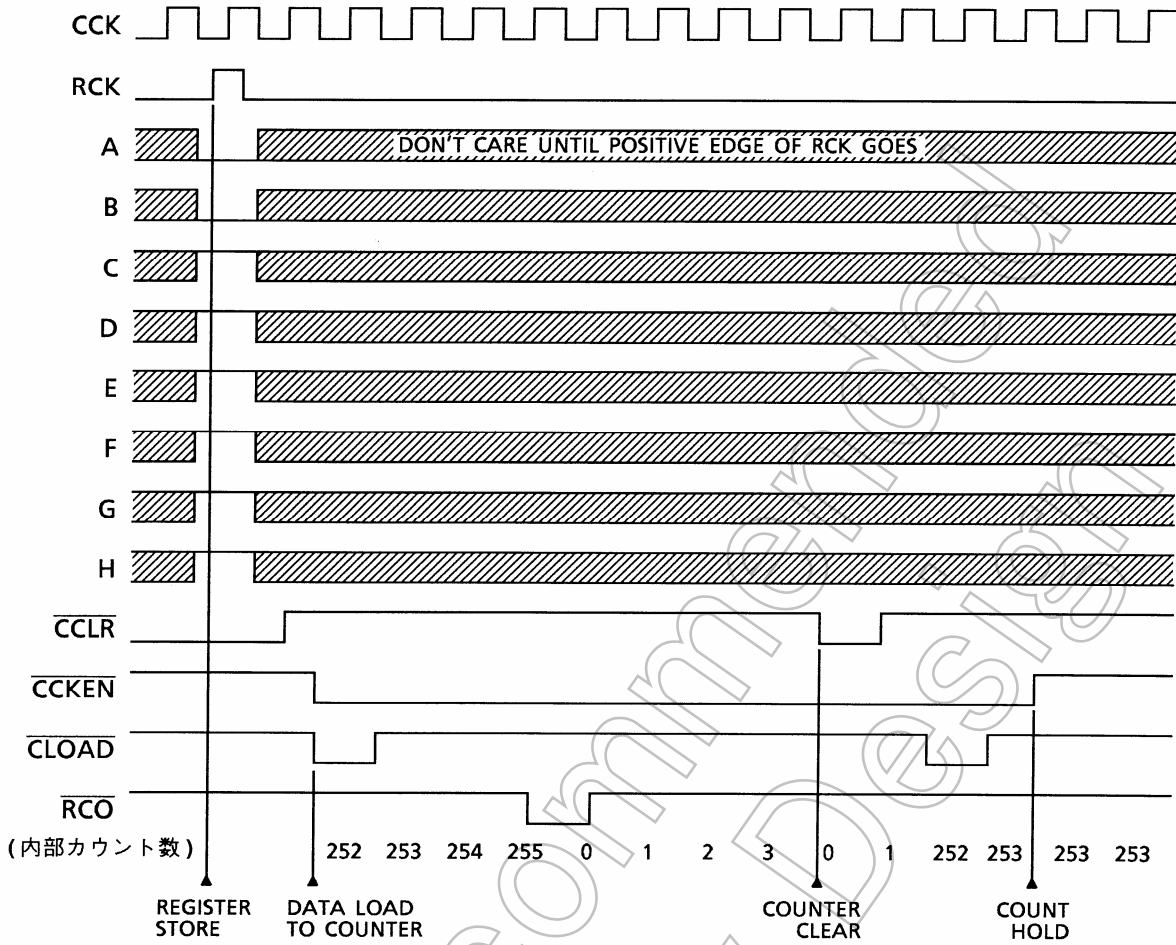 CCK
RCK
A DON'T CARE UNTIL POSITIVE EDGE OF RCK GOES
B
C
D
E
F
G
H
CCLR
CCKEN
CLOAD
RCO
(内部カウント数) 252 253 254 255 0 1 2 3 0 1 252 253 253 253
REGISTER STORE
DATA LOAD TO COUNTER
COUNTER CLEAR
COUNT HOLD
ommended
Design